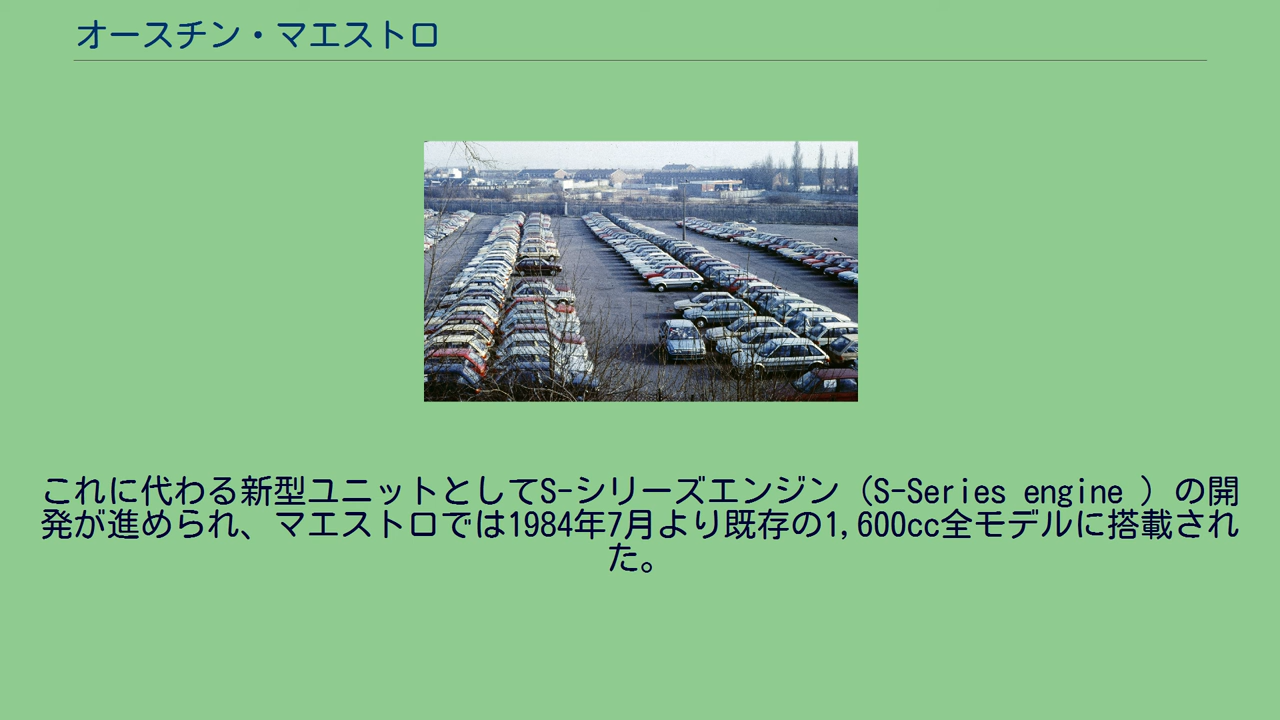 オースチン・マエストロ
これに代わる新型ユニットとしてS-シリーズエンジン（S-Series engine ）の開
発が進められ、マエストロでは1984年7月より既存の1,600cc全モデルに搭載され
た。